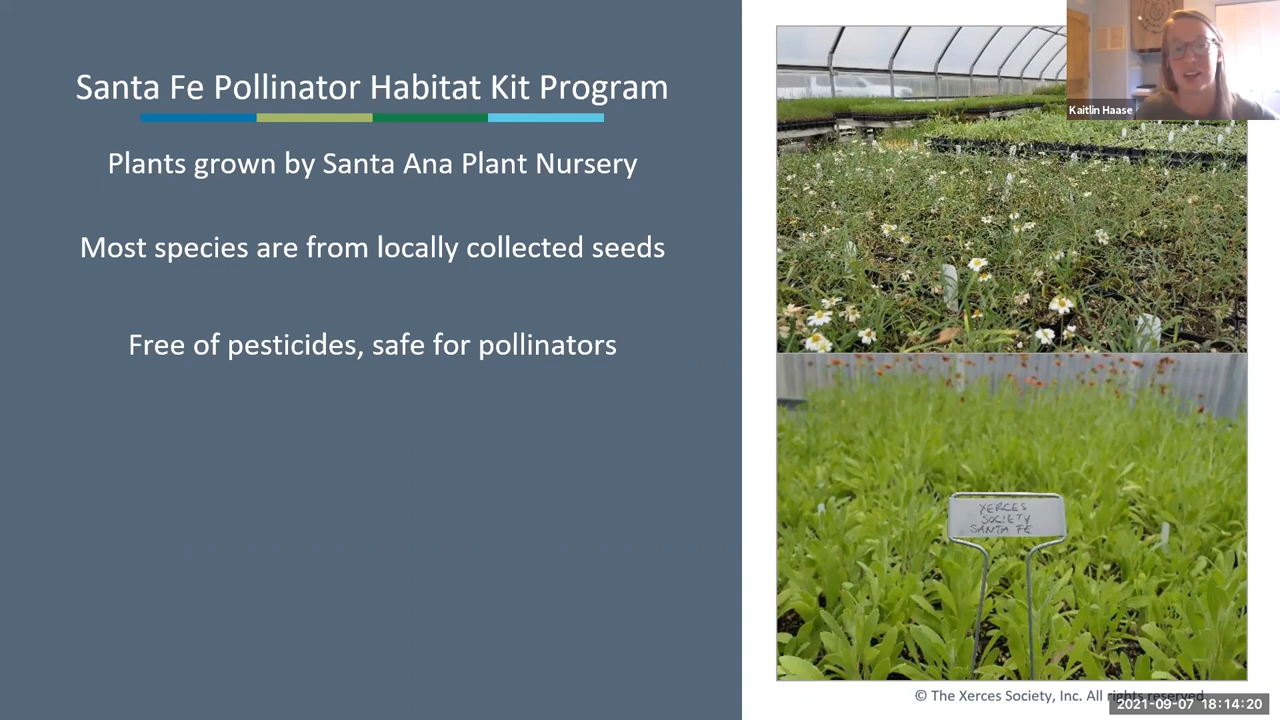 Santa Fe Pollinator Habitat Kit Program
Plants grown by Santa Ana Plant Nursery
Most species are from locally collected seeds
Free of pesticides, safe for pollinators
Kaitlin Haase
XERCES
SOCIETY
SANTA FE
© The Xerces Society, Inc. All rights reserved
2021-09-07 18:14:20